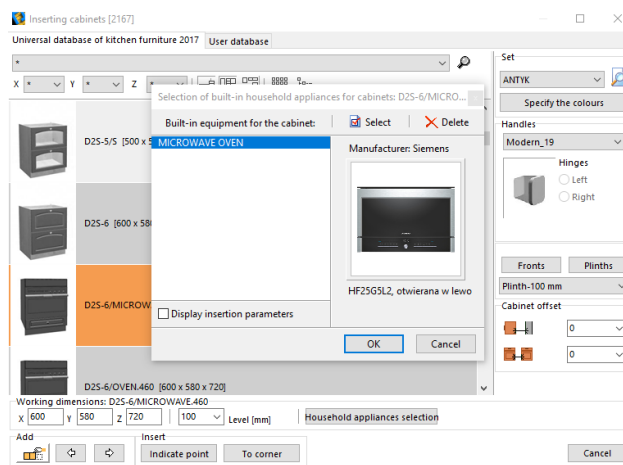 Inserting cabinets [2167]
Universal database of kitchen furniture 2017 User database
*
X * Y * Z *
Selection of built-in household appliances for cabinets: D2S-6/MICRO...
Built-in equipment for the cabinet: Select Delete
MICROWAVE OVEN
Manufacturer: Siemens
HF25G5L2, otwierana w lewo
Display insertion parameters
OK Cancel
D2S-5/S [500 x 5
D2S-6 [600 x 580
D2S-6/MICROW
D2S-6/OVEN.460 [600 x 580 x 720]
Set
ANTYK
Specify the colours
Handles
Modern_19
Hinges
Left
Right
Fronts Plinths
Plinth-100 mm
Cabinet offset
0
0
Working dimensions: D2S-6/MICROWAVE.460
X 600 Y 580 Z 720 100 Level [mm] Household appliances selection
Add Insert
Indicate point To corner Cancel